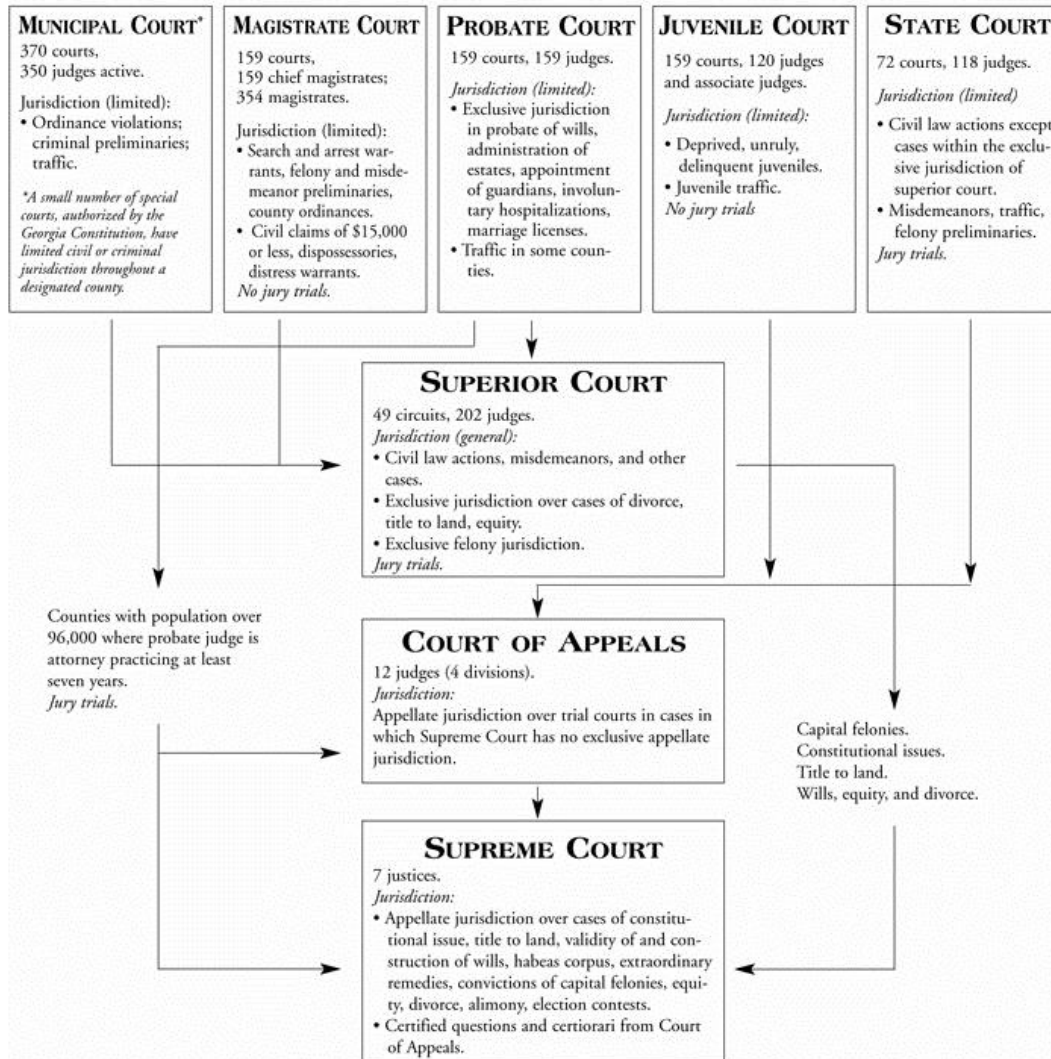 MUNICIPAL COURT*
370 courts,
350 judges active.
Jurisdiction (limited):
• Ordinance violations;
criminal preliminaries;
traffic.
*A small number of special
courts, authorized by the
Georgia Constitution, have
limited civil or criminal
jurisdiction throughout a
designated county.
MAGISTRATE COURT
159 courts,
159 chief magistrates;
354 magistrates.
Jurisdiction (limited):
• Search and arrest war-
rants, felony and misde-
meanor preliminaries,
county ordinances.
• Civil claims of $15,000
or less, dispossessories,
distress warrants.
No jury trials.
PROBATE COURT
159 courts, 159 judges.
Jurisdiction (limited):
• Exclusive jurisdiction
in probate of wills,
administration of
estates, appointment
of guardians, involun-
tary hospitalizations,
marriage licenses.
• Traffic in some coun-
ties.
JUVENILE COURT
159 courts, 120 judges
and associate judges.
Jurisdiction (limited):
• Deprived, unruly,
delinquent juveniles.
• Juvenile traffic.
No jury trials
STATE COURT
72 courts, 118 judges.
Jurisdiction (limited)
• Civil law actions except
cases within the exclu-
sive jurisdiction of
superior court.
• Misdemeanors, traffic,
felony preliminaries.
Jury trials.
SUPERIOR COURT
49 circuits, 202 judges.
Jurisdiction (general):
• Civil law actions, misdemeanors, and other
cases.
• Exclusive jurisdiction over cases of divorce,
title to land, equity.
• Exclusive felony jurisdiction.
Jury trials.
Counties with population over
96,000 where probate judge is
attorney practicing at least
seven years.
Jury trials.
COURT OF APPEALS
12 judges (4 divisions).
Jurisdiction:
Appellate jurisdiction over trial courts in cases in
which Supreme Court has no exclusive appellate
jurisdiction.
Capital felonies.
Constitutional issues.
Title to land.
Wills, equity, and divorce.
SUPREME COURT
7 justices.
Jurisdiction:
• Appellate jurisdiction over cases of constitu-
tional issue, title to land, validity of and con-
struction of wills, habeas corpus, extraordinary
remedies, convictions of capital felonies, equi-
ty, divorce, alimony, election contests.
• Certified questions and certiorari from Court
of Appeals.